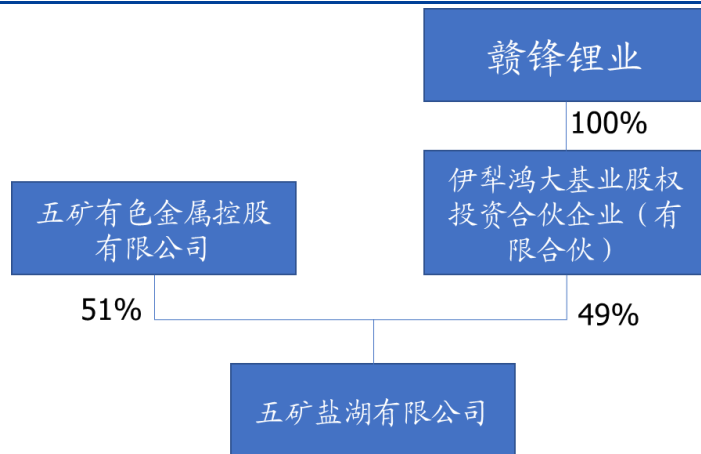 赣锋锂业
100%
伊犁鸿大基业股权
投资合伙企业（有
限合伙）
五矿有色金属控股
有限公司
51%
49%
五矿盐湖有限公司